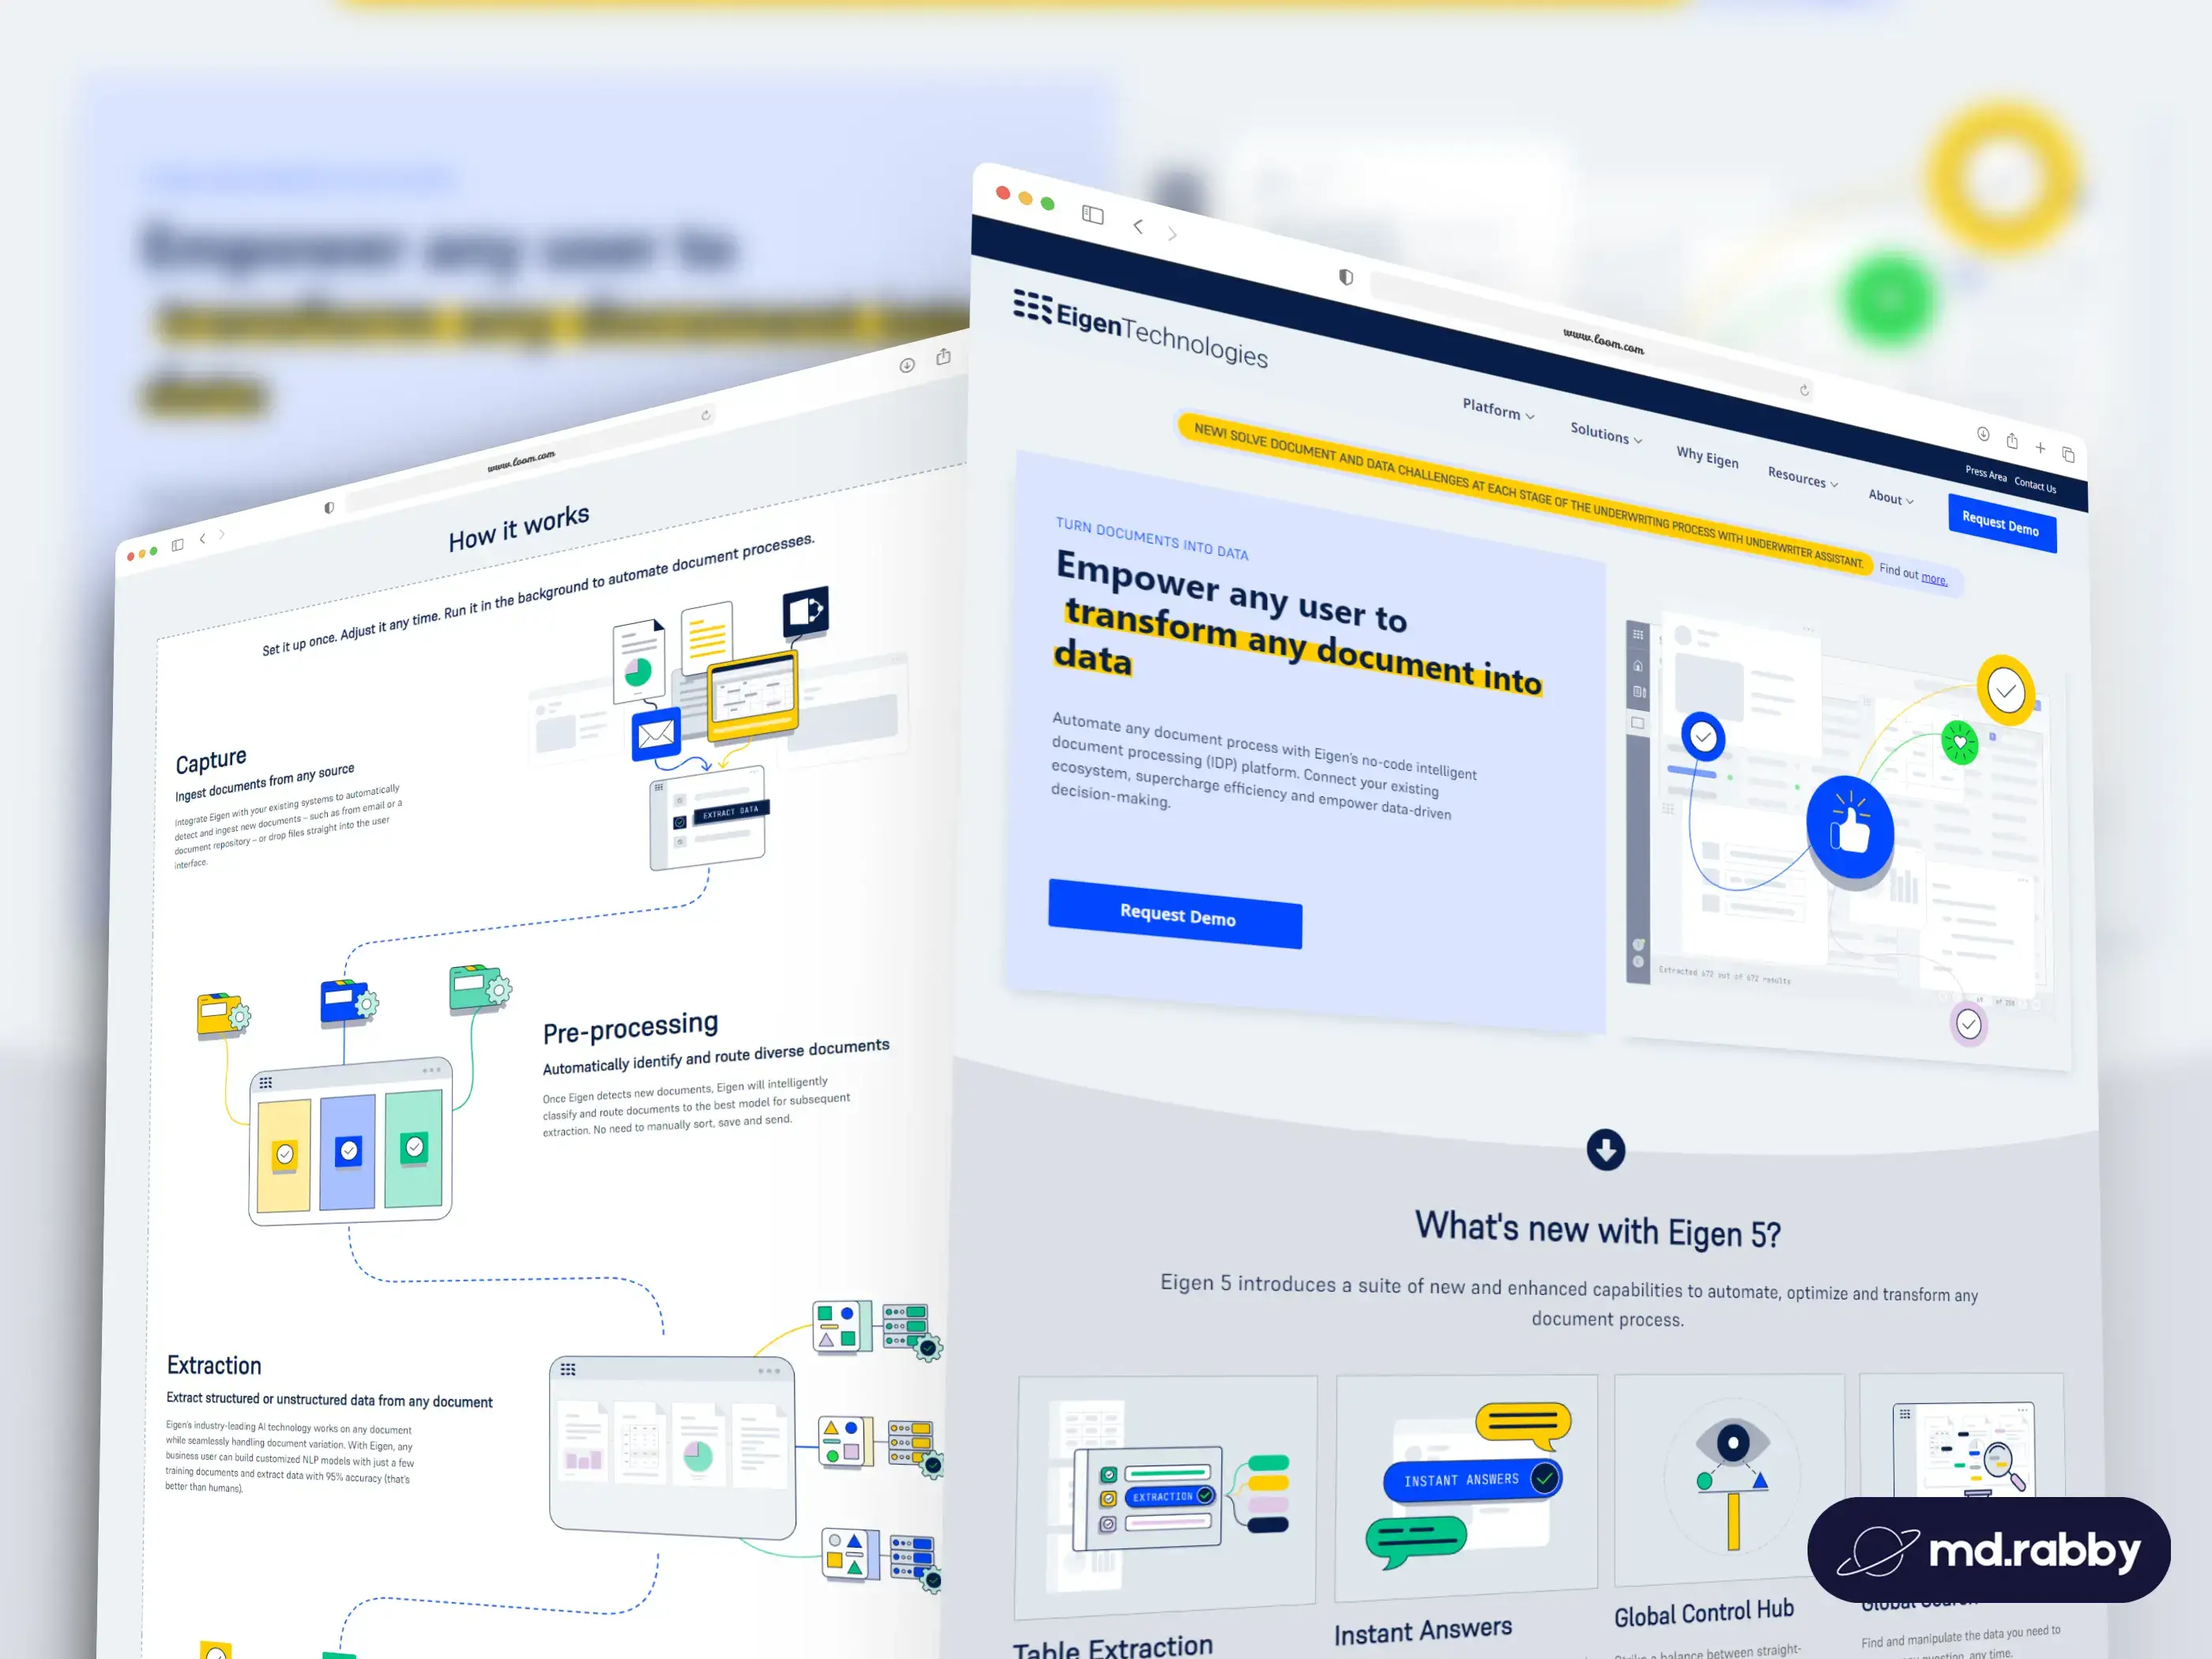 Empower any user to
www.loom.com
How it works
Set it up once. Adjust it any time. Run it in the background to automate document processes.
Capture
Ingest documents from any source
Integrate Eigen with your existing systems to automatically
detect and ingest new documents – such as from email or a
document repository – or drop files straight into the user
interface.
EXTRACT DATA
Pre-processing
Automatically identify and route diverse documents
Once Eigen detects new documents, Eigen will intelligently
classify and route documents to the best model for subsequent
extraction. No need to manually sort, save and send.
Extraction
Extract structured or unstructured data from any document
Eigen's industry-leading AI technology works on any document
while seamlessly handling document variation. With Eigen, any
business user can build customized NLP models with just a few
training documents and extract data with 95% accuracy (that's
better than humans).
www.loom.com
Press Area Contact Us
EigenTechnologies
Platform Solutions Why Eigen Resources About Request Demo
NEW! SOLVE DOCUMENT AND DATA CHALLENGES AT EACH STAGE OF THE UNDERWRITING PROCESS WITH UNDERWRITER ASSISTANT. Find out more.
TURN DOCUMENTS INTO DATA
Empower any user to
transform any document into
data
Automate any document process with Eigen's no-code intelligent
document processing (IDP) platform. Connect your existing
ecosystem, supercharge efficiency and empower data-driven
decision-making.
Request Demo
Extracted 672 out of 672 results
What's new with Eigen 5?
Eigen 5 introduces a suite of new and enhanced capabilities to automate, optimize and transform any
document process.
EXTRACTION
INSTANT ANSWERS
Table Extraction
Instant Answers
Global Control Hub
Strike a balance between straight-
Global Search
Find and manipulate the data you need to
question, any time.
md.rabby